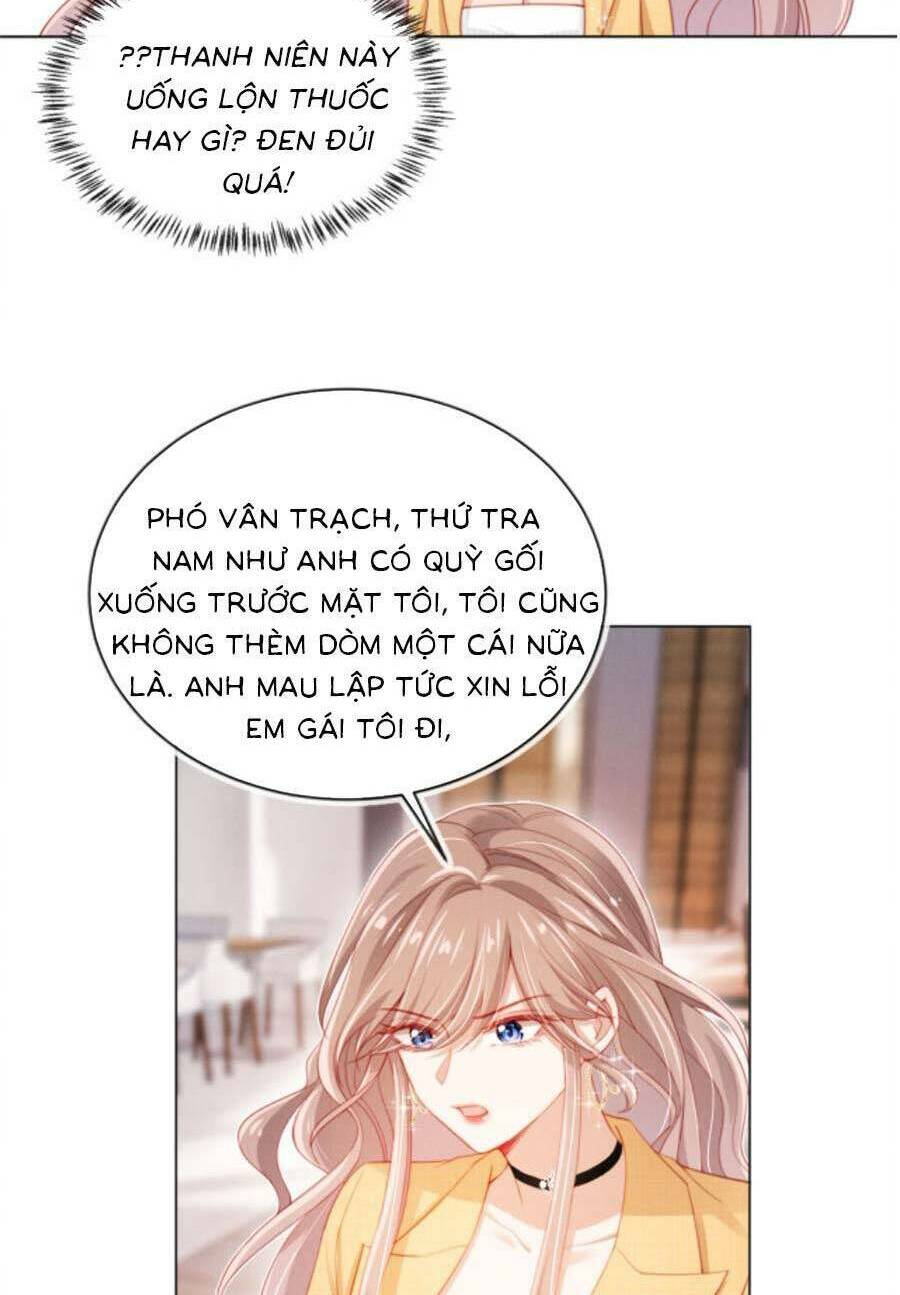 ??THANH NIÊN NÀY
UỐNG LỘN THUỐC
HAY GÌ? ĐEN ĐỦI
QUÁ!
PHÓ VÂN TRẠCH, THỨ TRA
NAM NHƯ ANH CÓ QUỲ GỐI
XUỐNG TRƯỚC MẶT TÔI, TÔI CŨNG
KHÔNG THÈM DÒM MỘT CÁI NỮA
LÀ. ANH MAU LẬP TỨC XIN LỖI
EM GÁI TÔI ĐI,